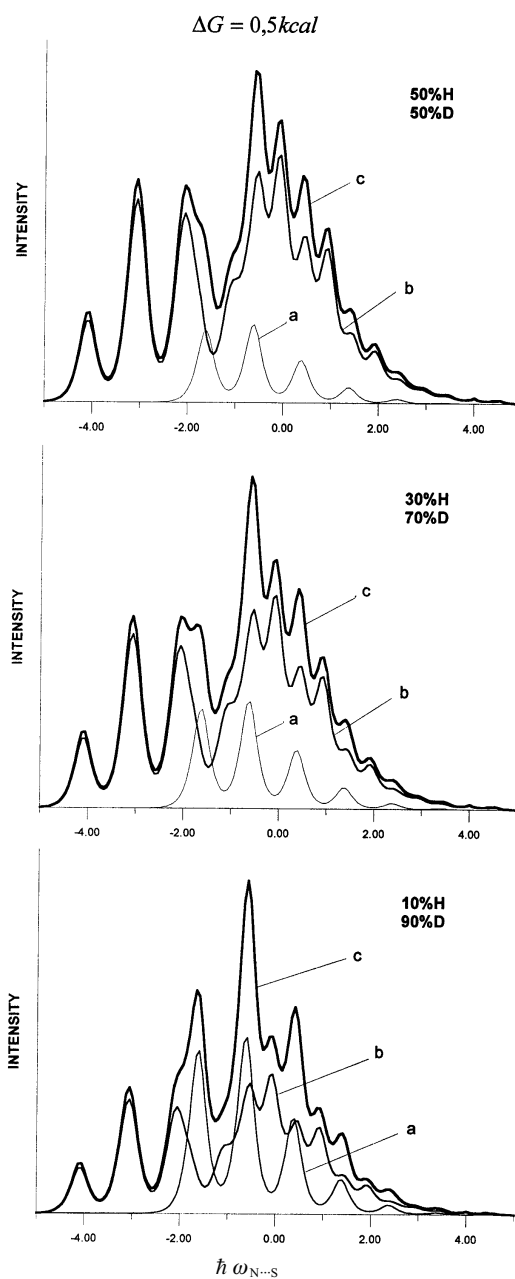 ΔG = 0,5kcal
50%H
50%D
c
b
a
INTENSITY
-4.00 -2.00 0.00 2.00 4.00
30%H
70%D
c
b
a
INTENSITY
-4.00 -2.00 0.00 2.00 4.00
10%H
90%D
c
b
a
INTENSITY
-4.00 -2.00 0.00 2.00 4.00
ℏ ω N···S